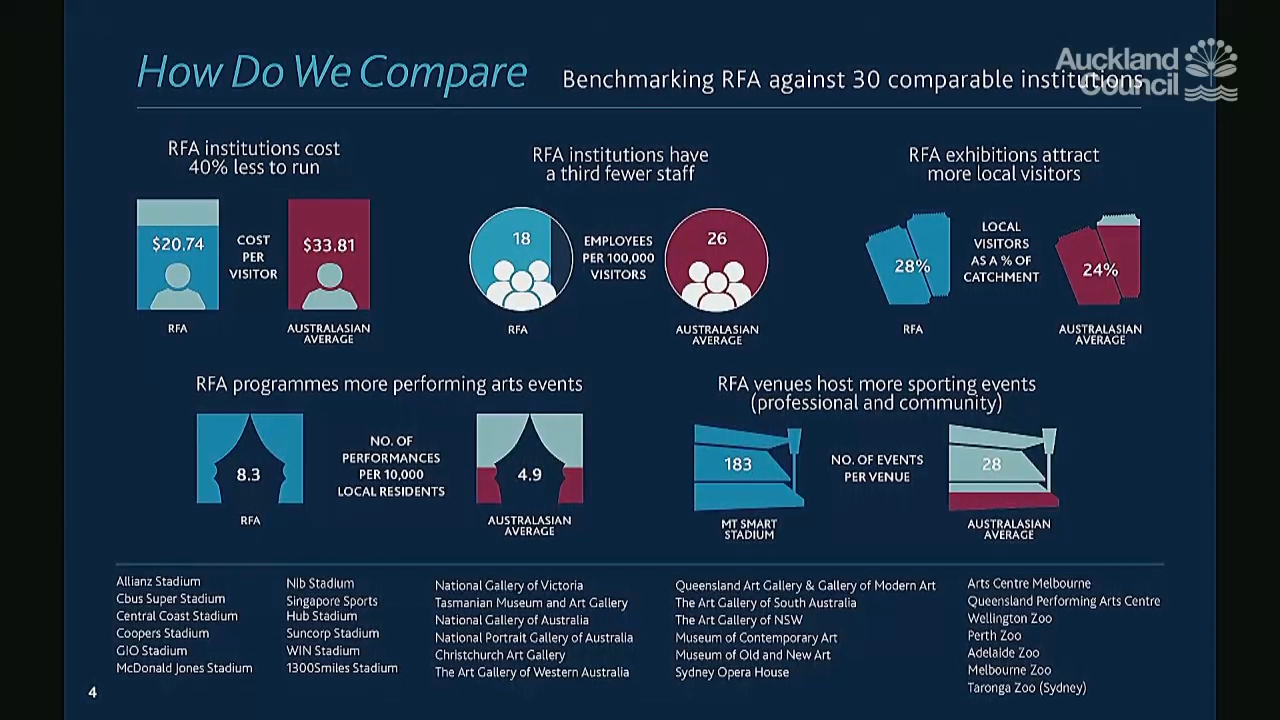 How Do We Compare
Benchmarking RFA against 30 comparable institutions
Auckland
Council
RFA institutions cost
40% less to run
$20.74
COST
PER
VISITOR
$33.81
RFA
AUSTRALASIAN
AVERAGE
RFA institutions have
a third fewer staff
18
EMPLOYEES
PER 100,000
VISITORS
26
RFA
AUSTRALASIAN
AVERAGE
RFA exhibitions attract
more local visitors
28%
LOCAL
VISITORS
AS A % OF
CATCHMENT
24%
RFA
AUSTRALASIAN
AVERAGE
RFA programmes more performing arts events
8.3
NO. OF
PERFORMANCES
PER 10,000
LOCAL RESIDENTS
4.9
RFA
AUSTRALASIAN
AVERAGE
RFA venues host more sporting events
(professional and community)
183
NO. OF EVENTS
PER VENUE
28
MT SMART
STADIUM
AUSTRALASIAN
AVERAGE
Allianz Stadium
Cbus Super Stadium
Central Coast Stadium
Coopers Stadium
GIO Stadium
McDonald Jones Stadium
Nib Stadium
Singapore Sports
Hub Stadium
Suncorp Stadium
WIN Stadium
1300Smiles Stadium
National Gallery of Victoria
Tasmanian Museum and Art Gallery
National Gallery of Australia
National Portrait Gallery of Australia
Christchurch Art Gallery
The Art Gallery of Western Australia
Queensland Art Gallery & Gallery of Modern Art
The Art Gallery of South Australia
The Art Gallery of NSW
Museum of Contemporary Art
Museum of Old and New Art
Sydney Opera House
Arts Centre Melbourne
Queensland Performing Arts Centre
Wellington Zoo
Perth Zoo
Adelaide Zoo
Melbourne Zoo
Taronga Zoo (Sydney)
4